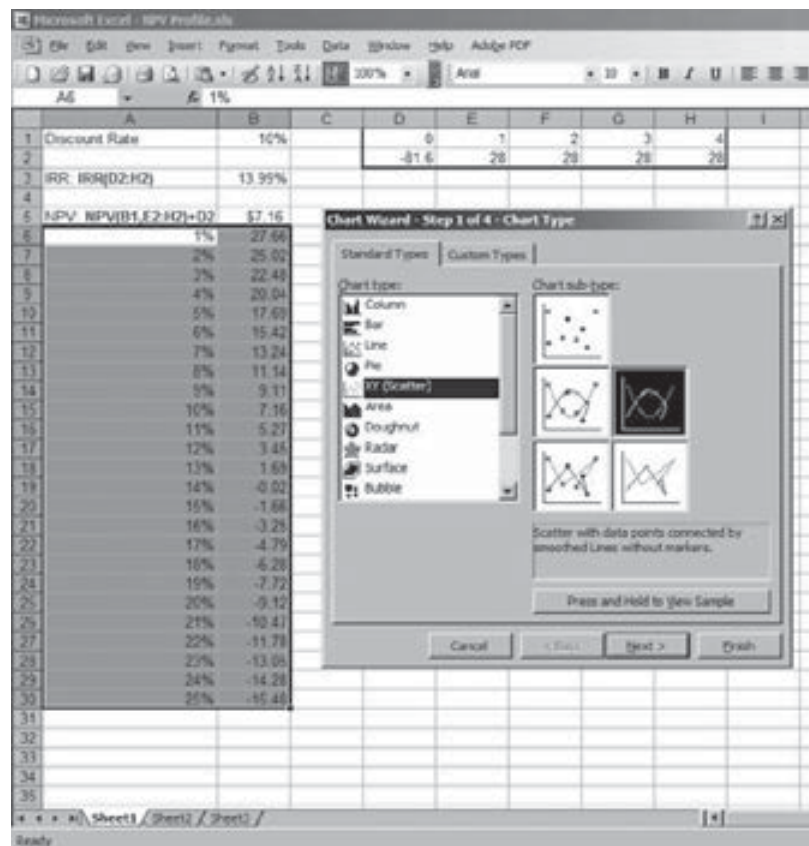 Microsoft Excel - NPV Profile.xls
File Edit View Insert Format Tools Data Window Help Adobe PDF
100% Arial 10 B I U
A6 fx 1%
A B C D E F G H I
1 Discount Rate 10% 0 1 2 3 4
2 -81.6 28 28 28 28
3 IRR: IRR(D2:H2) 13.99%
4
5 NPV: NPV(B1,E2:H2)+D2 $7.16
6 1% 27.66
7 2% 25.02
8 3% 22.48
9 4% 20.04
10 5% 17.69
11 6% 15.42
12 7% 13.24
13 8% 11.14
14 9% 9.11
15 10% 7.16
16 11% 5.27
17 12% 3.45
18 13% 1.69
19 14% -0.02
20 15% -1.66
21 16% -3.25
22 17% -4.79
23 18% -6.28
24 19% -7.72
25 20% -9.12
26 21% -10.47
27 22% -11.78
28 23% -13.05
29 24% -14.28
30 25% -15.48
31
32
33
34
35
Chart Wizard - Step 1 of 4 - Chart Type
Standard Types Custom Types
Chart type: Chart sub-type:
Column
Bar
Line
Pie
XY (Scatter)
Area
Doughnut
Radar
Surface
Bubble
Scatter with data points connected by
smoothed Lines without markers.
Press and Hold to View Sample
Cancel < Back Next > Finish
Sheet1 Sheet2 Sheet3
Ready